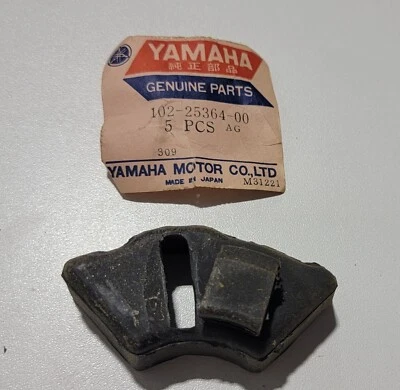 YAMAHA
純正部品
GENUINE PARTS
102-25364-00
5 PCS AG
309
YAMAHA MOTOR CO.,LTD
MADE IN JAPAN M31221